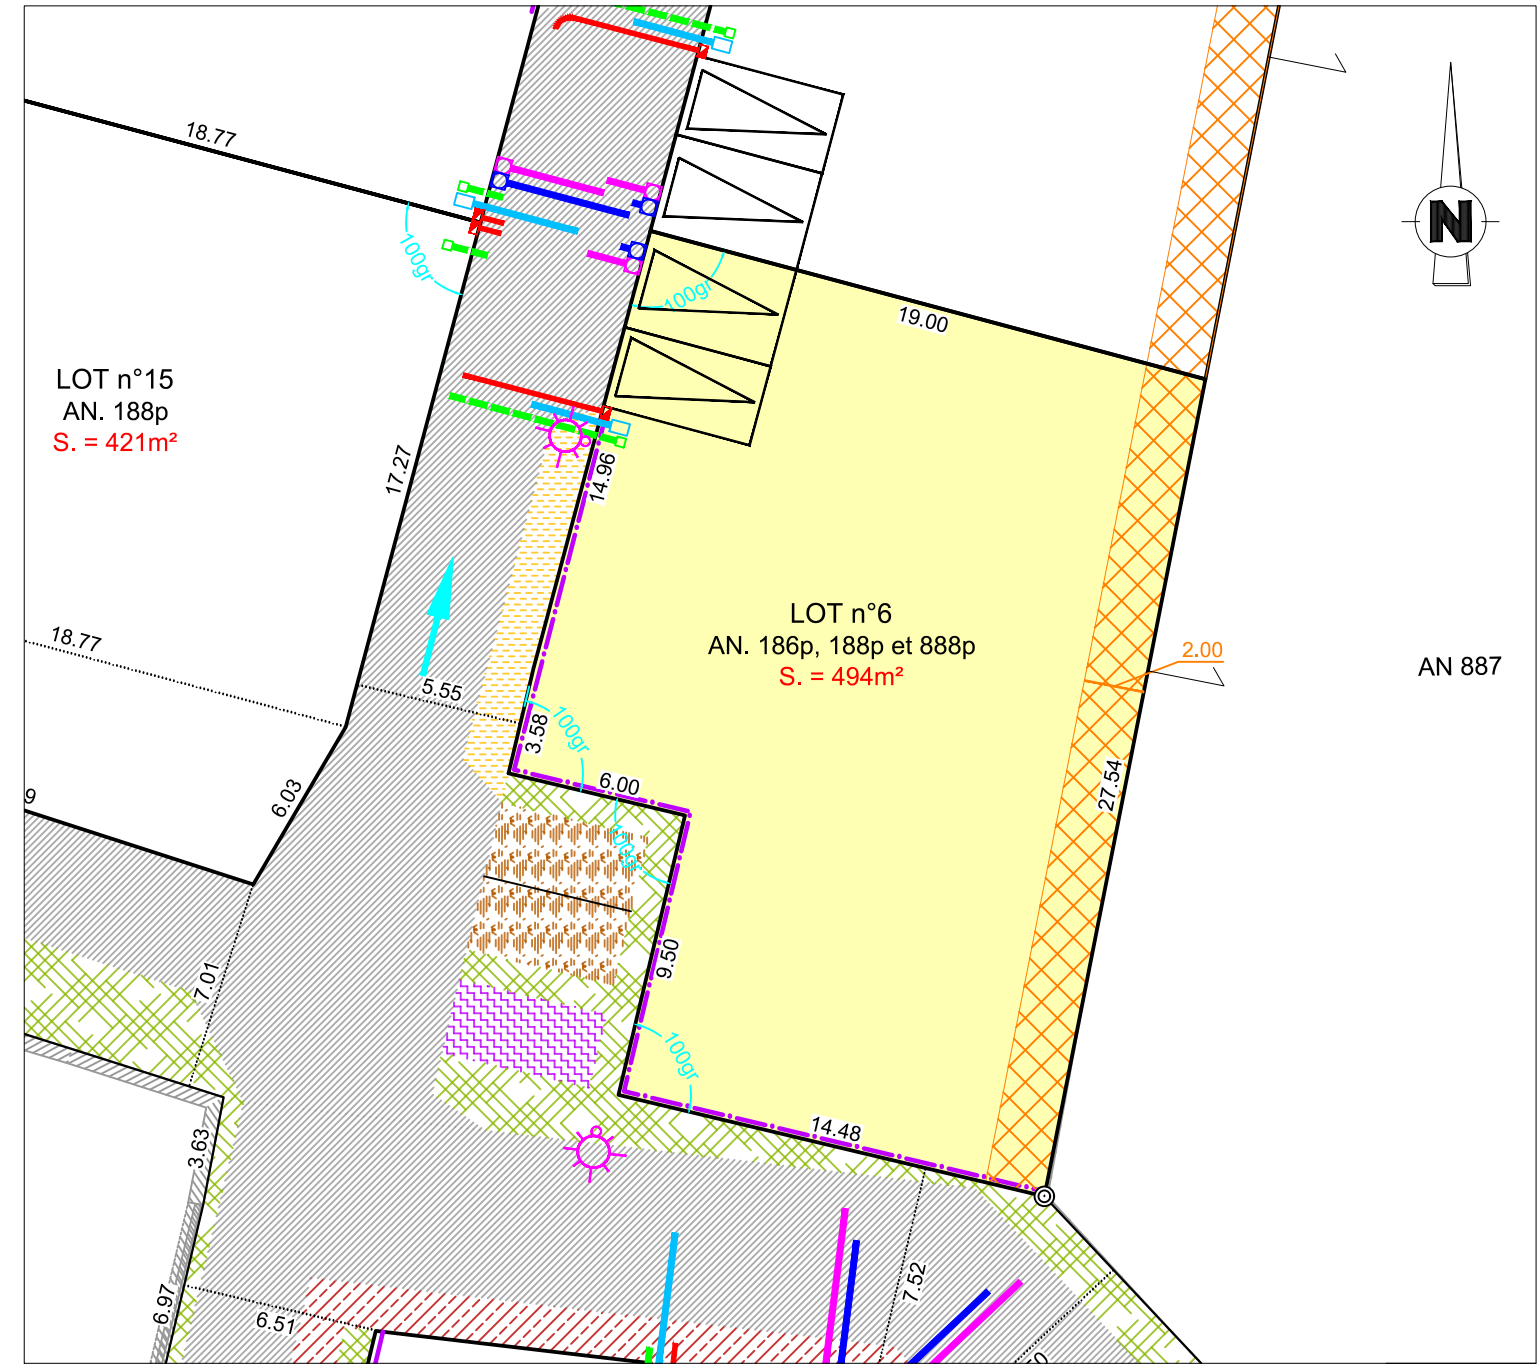 18.77
100gr
100gr
N
19.00
LOT n°15
AN. 188p
S. = 421m²
17.27
14.96
LOT n°6
AN. 186p, 188p et 888p
S. = 494m²
2.00
AN 887
18.77
5.55
3.58
100gr
6.00
6.03
9
27.54
100gr
9.50
7.01
100gr
14.48
3.63
6.97
6.51
7.52